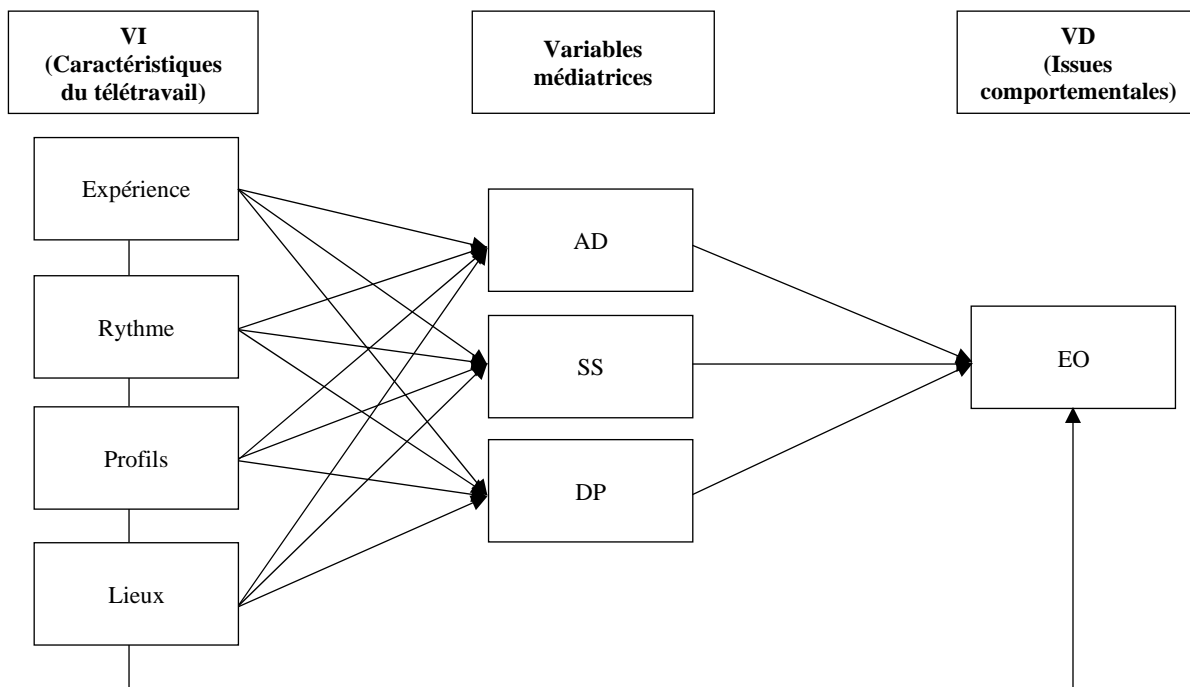 VI
(Caractéristiques
du télétravail)
Variables
médiatrices
VD
(Issues
comportementales)
Expérience
Rythme
Profils
Lieux
AD
SS
DP
EO